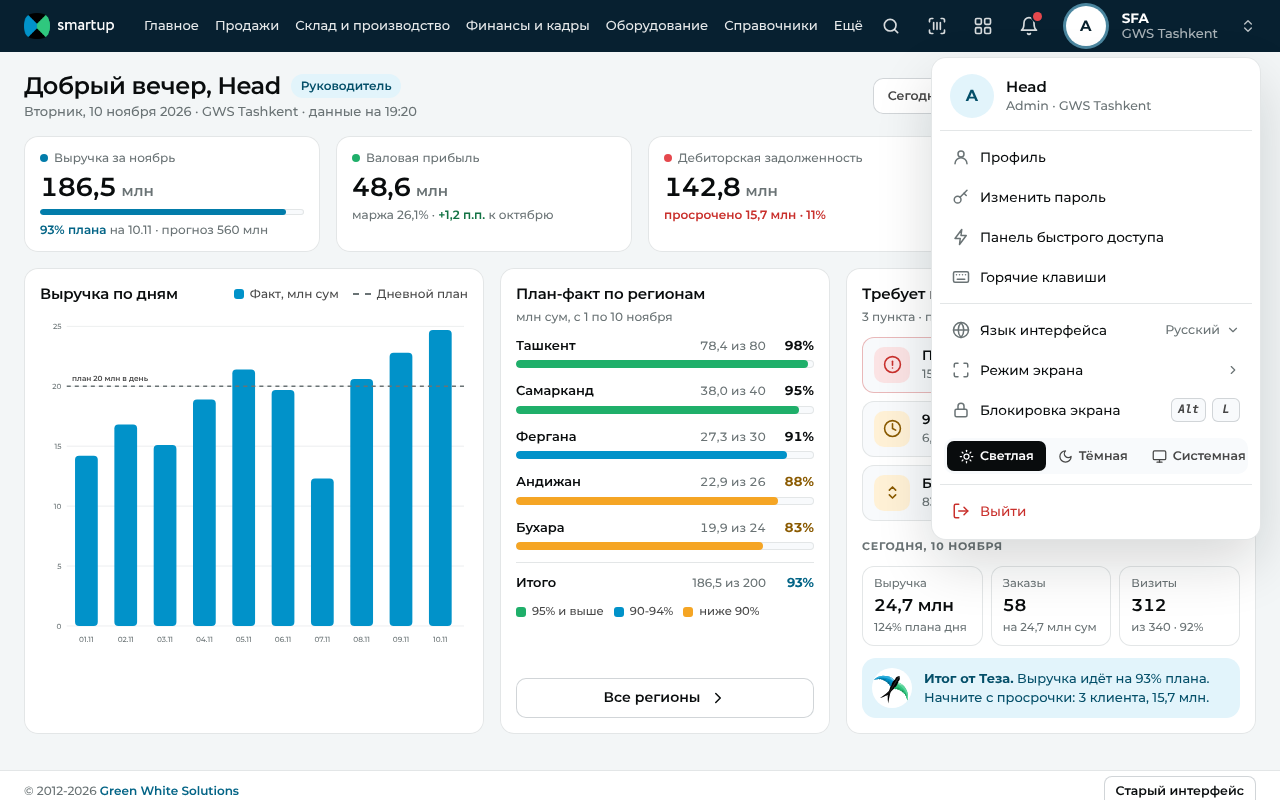 smartup
Главное Продажи Склад и производство Финансы и кадры Оборудование Справочники Ещё
A
SFA
GWS Tashkent
Добрый вечер, Head
Руководитель
Вторник, 10 ноября 2026 · GWS Tashkent · данные на 19:20
A
Head
Admin · GWS Tashkent
Профиль
Изменить пароль
Панель быстрого доступа
Горячие клавиши
Язык интерфейса Русский
Режим экрана
Блокировка экрана Alt L
Светлая Тёмная Системная
Выйти
Выручка за ноябрь
186,5 млн
93% плана на 10.11 · прогноз 560 млн
Валовая прибыль
48,6 млн
маржа 26,1% · +1,2 п.п. к октябрю
Дебиторская задолженность
142,8 млн
просрочено 15,7 млн · 11%
Выручка по дням
Факт, млн сум Дневной план
25
20
15
10
5
0
план 20 млн в день
01.11 02.11 03.11 04.11 05.11 06.11 07.11 08.11 09.11 10.11
План-факт по регионам
млн сум, с 1 по 10 ноября
Ташкент 78,4 из 80 98%
Самарканд 38,0 из 40 95%
Фергана 27,3 из 30 91%
Андижан 22,9 из 26 88%
Бухара 19,9 из 24 83%
Итого 186,5 из 200 93%
95% и выше 90-94% ниже 90%
Все регионы
Требует
3 пункта ·
СЕГОДНЯ, 10 НОЯБРЯ
Выручка
24,7 млн
124% плана дня
Заказы
58
на 24,7 млн сум
Визиты
312
из 340 · 92%
Итог от Теза. Выручка идёт на 93% плана.
Начните с просрочки: 3 клиента, 15,7 млн.
© 2012-2026 Green White Solutions
Старый интерфейс